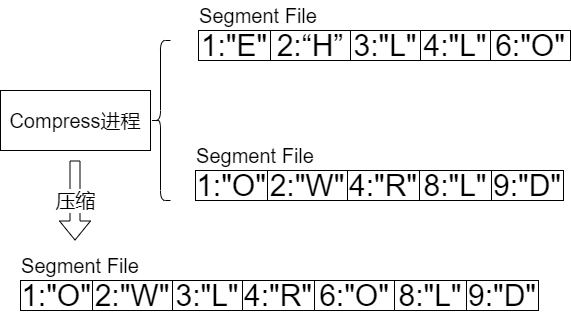 Segment File
1:"E" 2:“H” 3:"L" 4:"L" 6:"O"
Compress进程
Segment File
1:"O" 2:"W" 4:"R" 8:"L" 9:"D"
压缩
Segment File
1:"O" 2:"W" 3:"L" 4:"R" 6:"O" 8:"L" 9:"D"